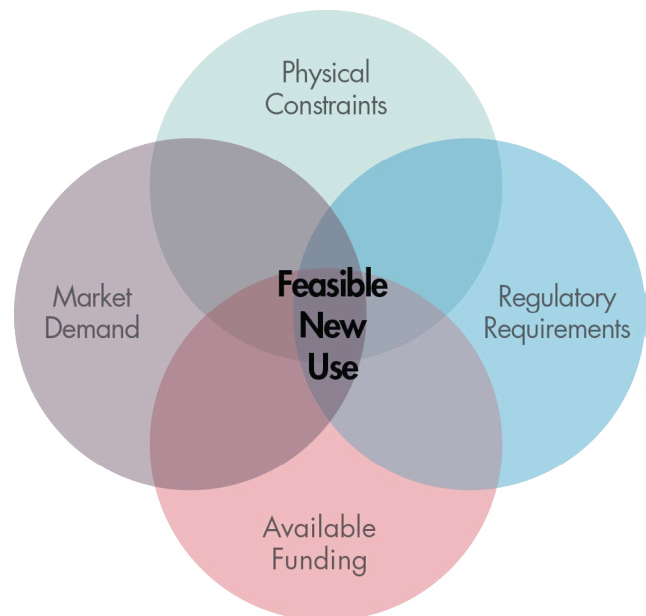 Physical
Constraints
Market
Demand
Feasible
New
Use
Regulatory
Requirements
Available
Funding